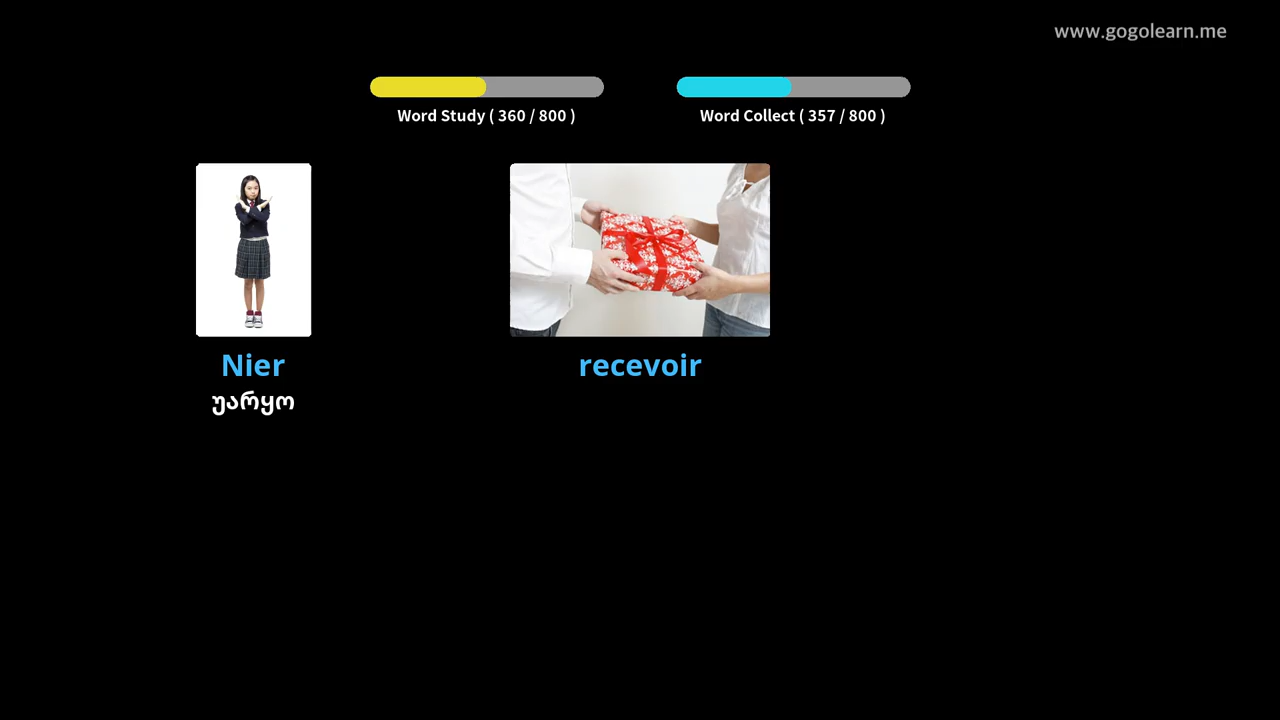 www.gogolearn.me
Word Study ( 360 / 800 )
Word Collect ( 357 / 800 )
Nier
უარყო
recevoir